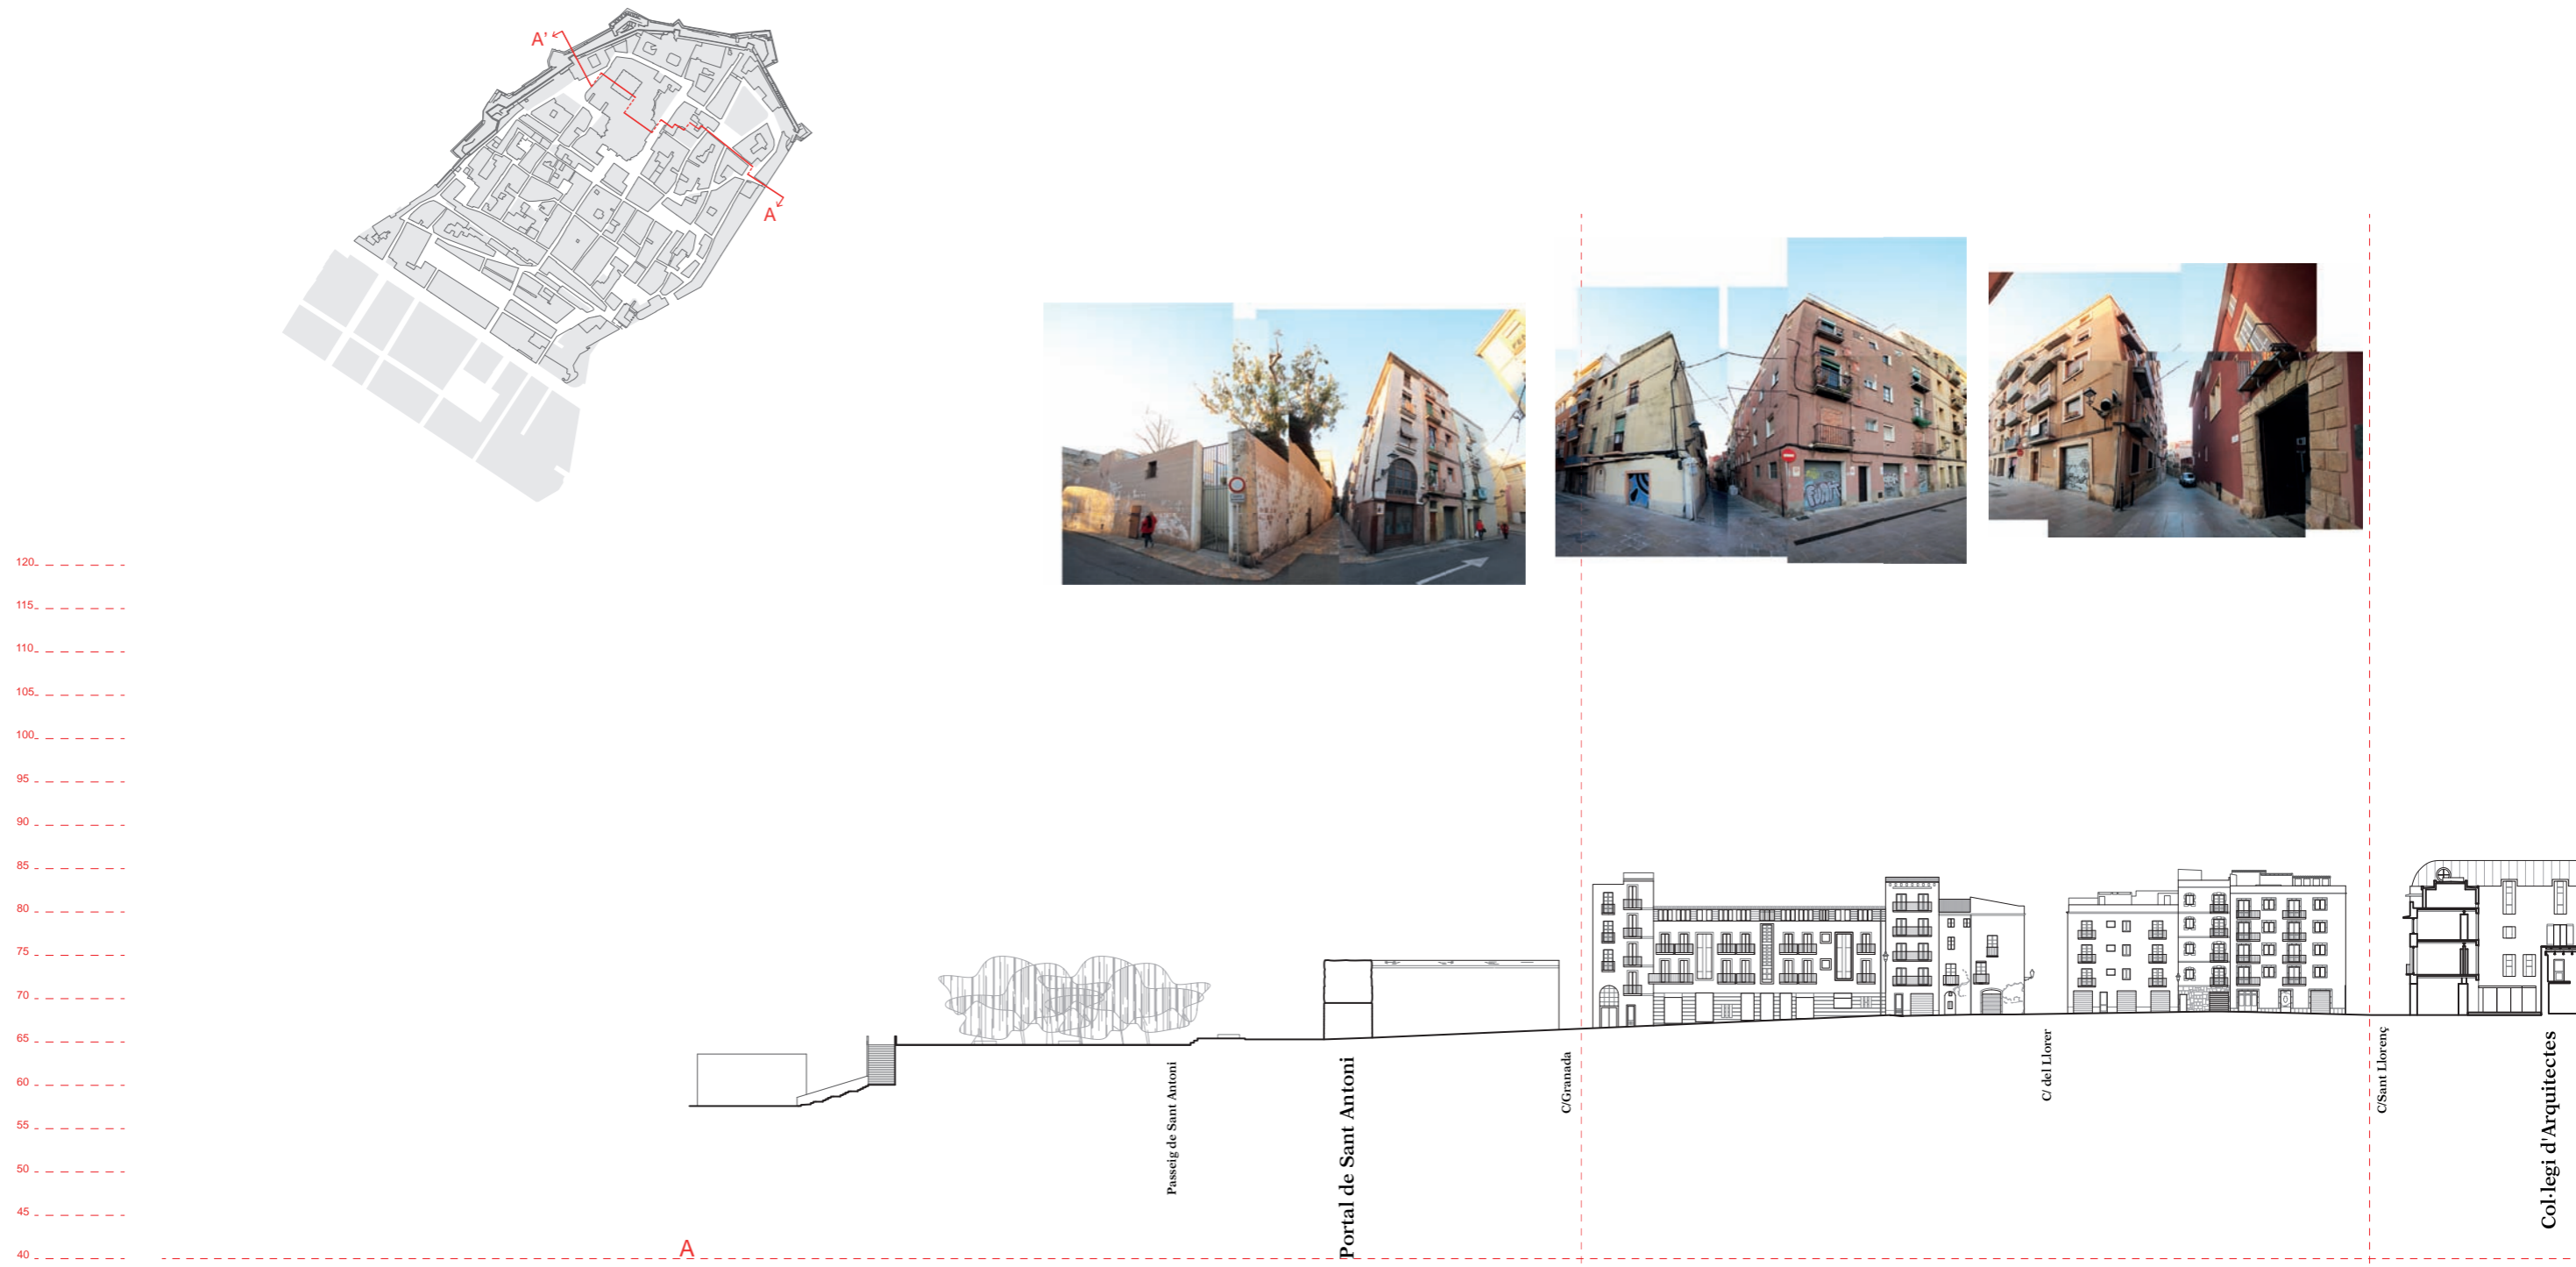 A'
A
120
115
110
105
100
95
90
85
80
75
70
65
60
55
50
45
40
A
Passeig de Sant Antoni
Portal de Sant Antoni
C/Granada
C/ del Llorer
C/Sant Llorenç
Col·legi d'Arquitectes